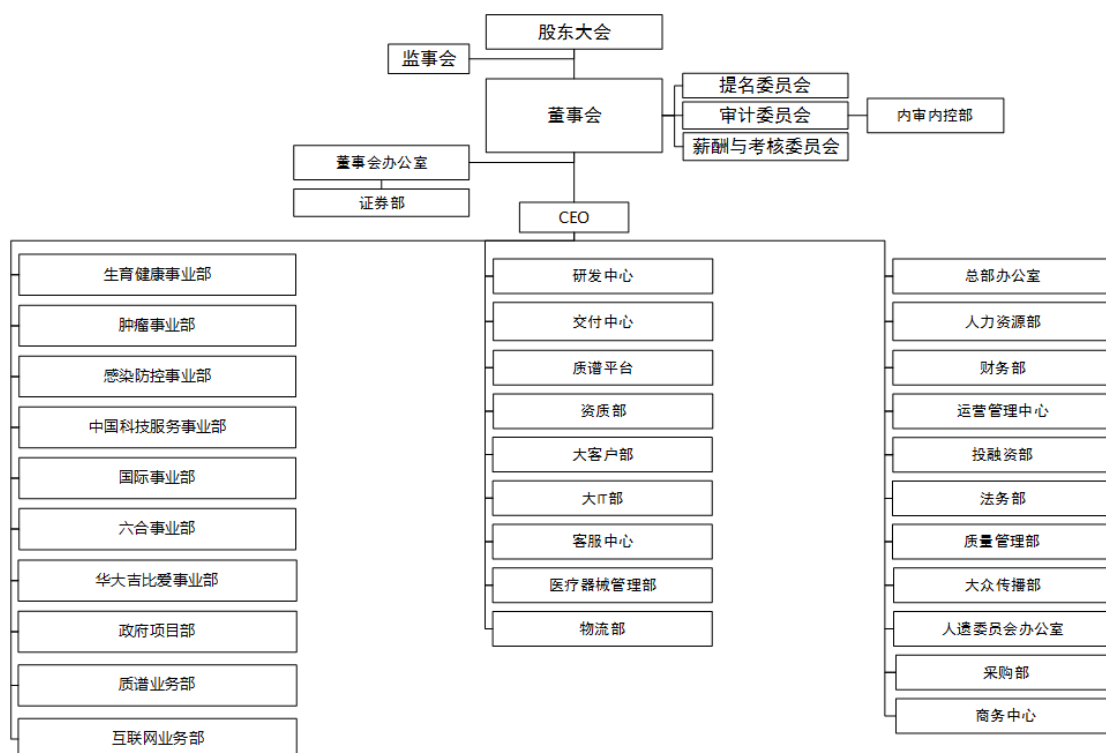 股东大会
监事会
董事会
提名委员会
审计委员会
内审内控部
薪酬与考核委员会
董事会办公室
证券部
CEO
生育健康事业部
肿瘤事业部
感染防控事业部
中国科技服务事业部
国际事业部
六合事业部
华大吉比爱事业部
政府项目部
质谱业务部
互联网业务部
研发中心
交付中心
质谱平台
资质部
大客户部
大IT部
客服中心
医疗器械管理部
物流部
总部办公室
人力资源部
财务部
运营管理中心
投融资部
法务部
质量管理部
大众传播部
人遗委员会办公室
采购部
商务中心